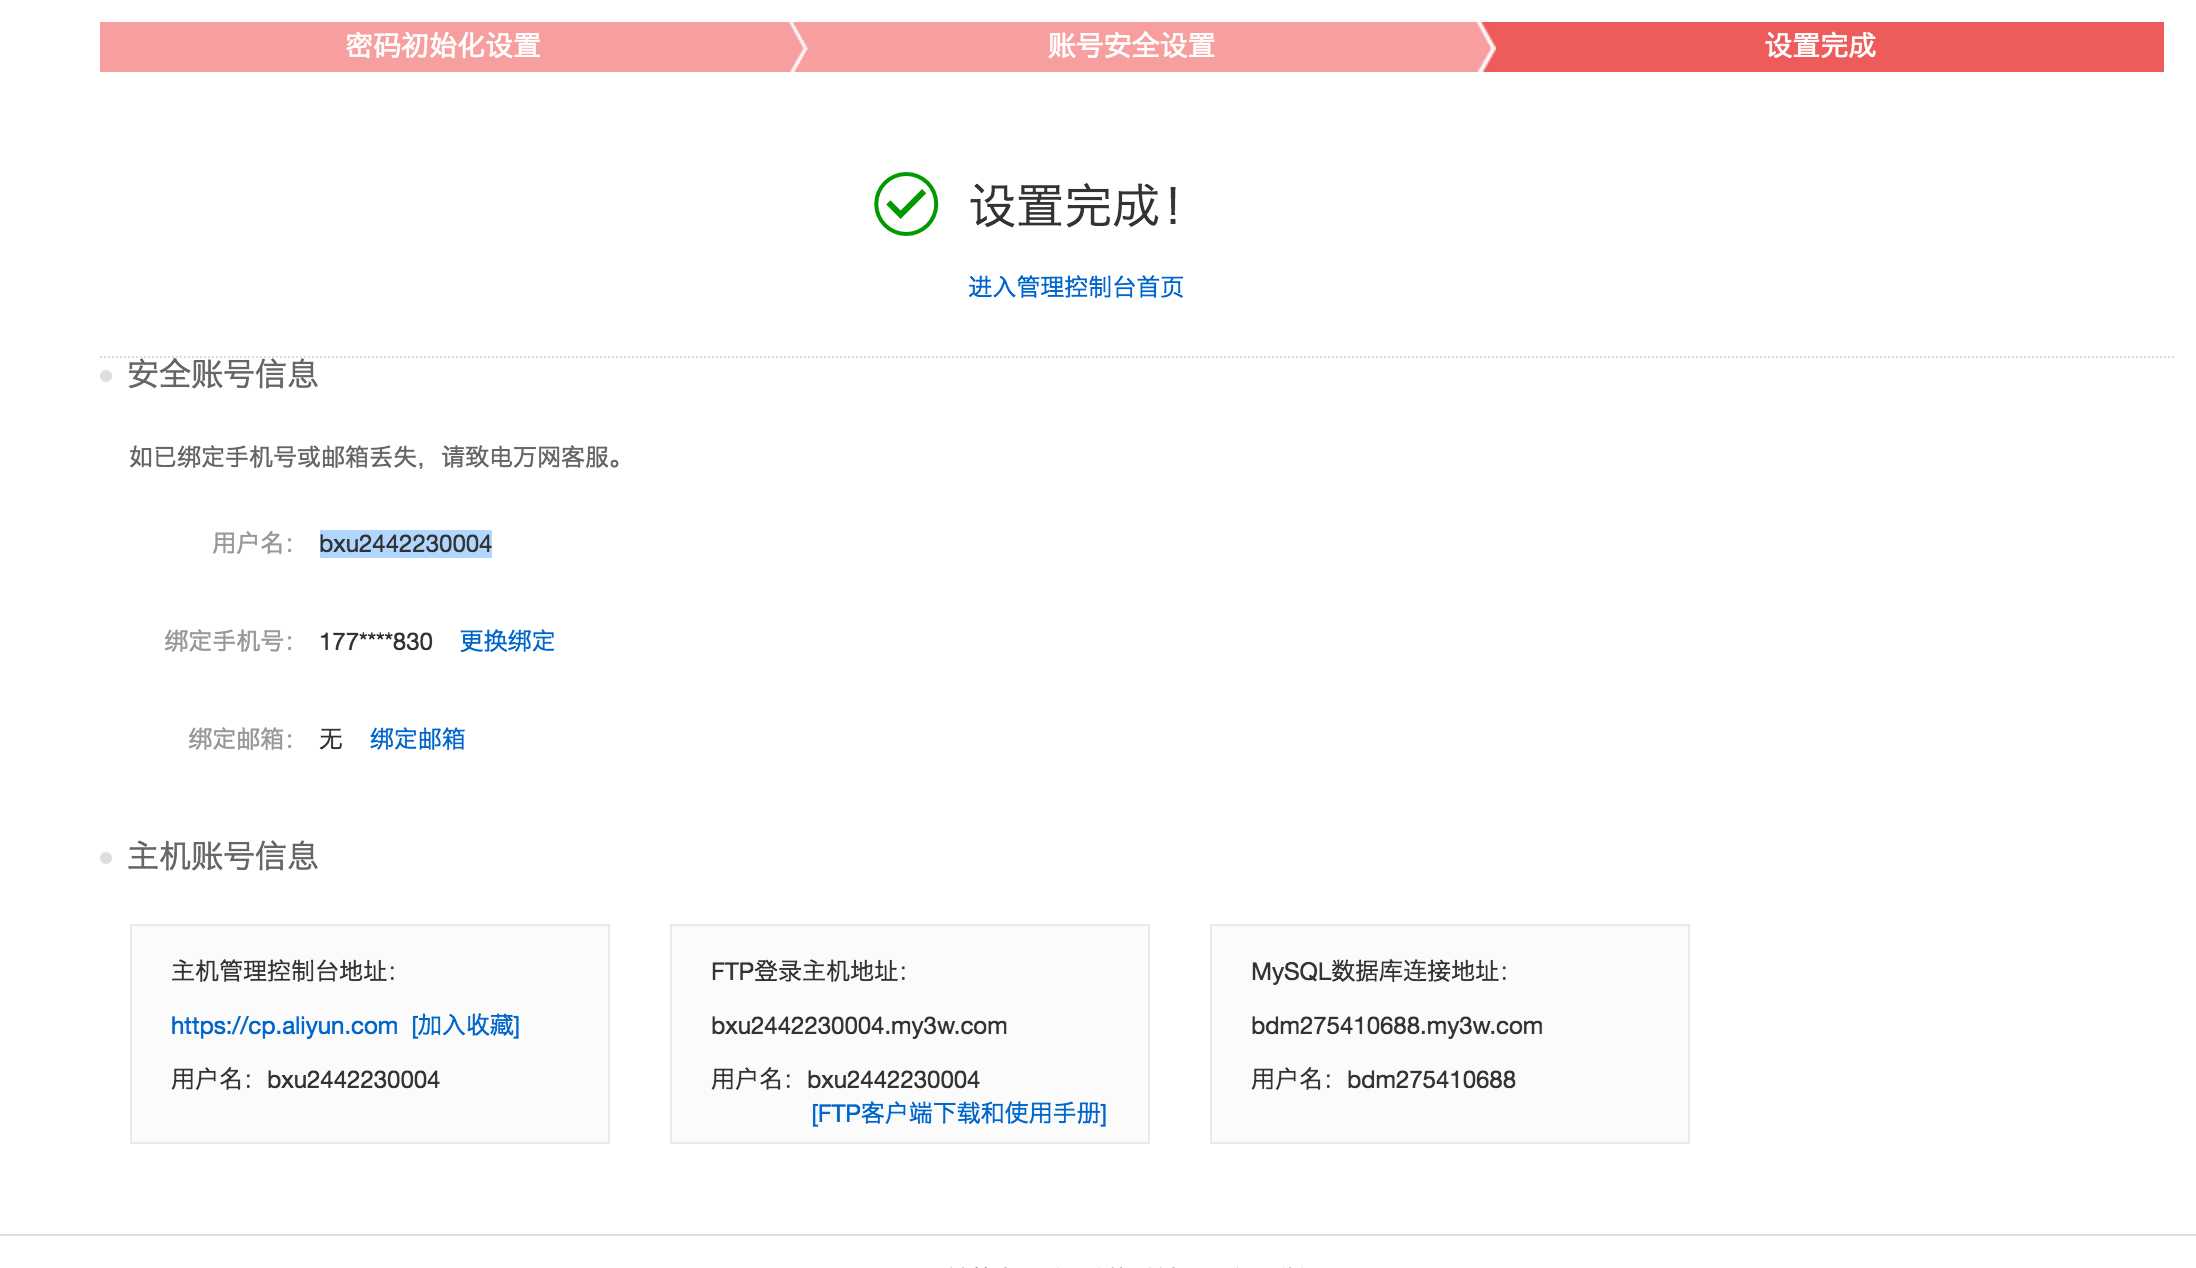 密码初始化设置
账号安全设置
设置完成
设置完成！
进入管理控制台首页
安全账号信息
如已绑定手机号或邮箱丢失，请致电万网客服。
用户名： bxu2442230004
绑定手机号： 177****830 更换绑定
绑定邮箱： 无 绑定邮箱
主机账号信息
主机管理控制台地址：
https://cp.aliyun.com [加入收藏]
用户名：bxu2442230004
FTP登录主机地址：
bxu2442230004.my3w.com
用户名：bxu2442230004
[FTP客户端下载和使用手册]
MySQL数据库连接地址：
bdm275410688.my3w.com
用户名：bdm275410688